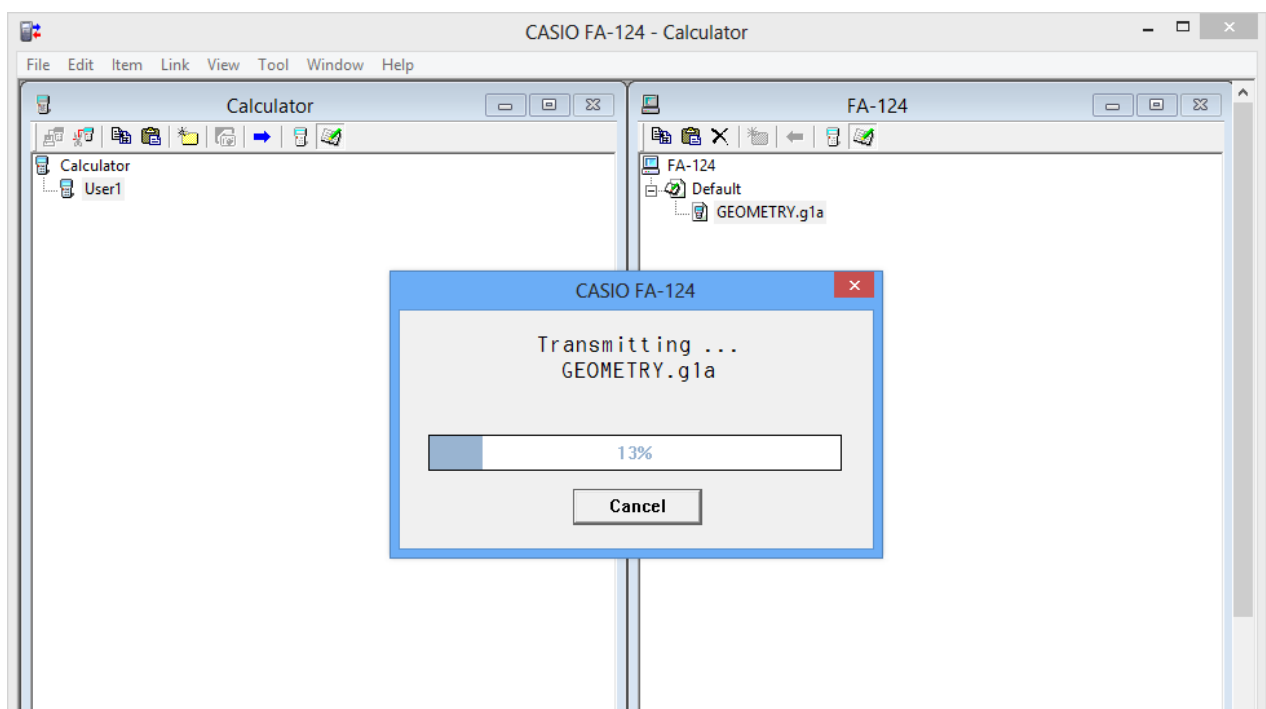 CASIO FA-124 - Calculator
File Edit Item Link View Tool Window Help
Calculator
Calculator
User1
FA-124
FA-124
Default
GEOMETRY.g1a
CASIO FA-124
Transmitting ...
GEOMETRY.g1a
13%
Cancel